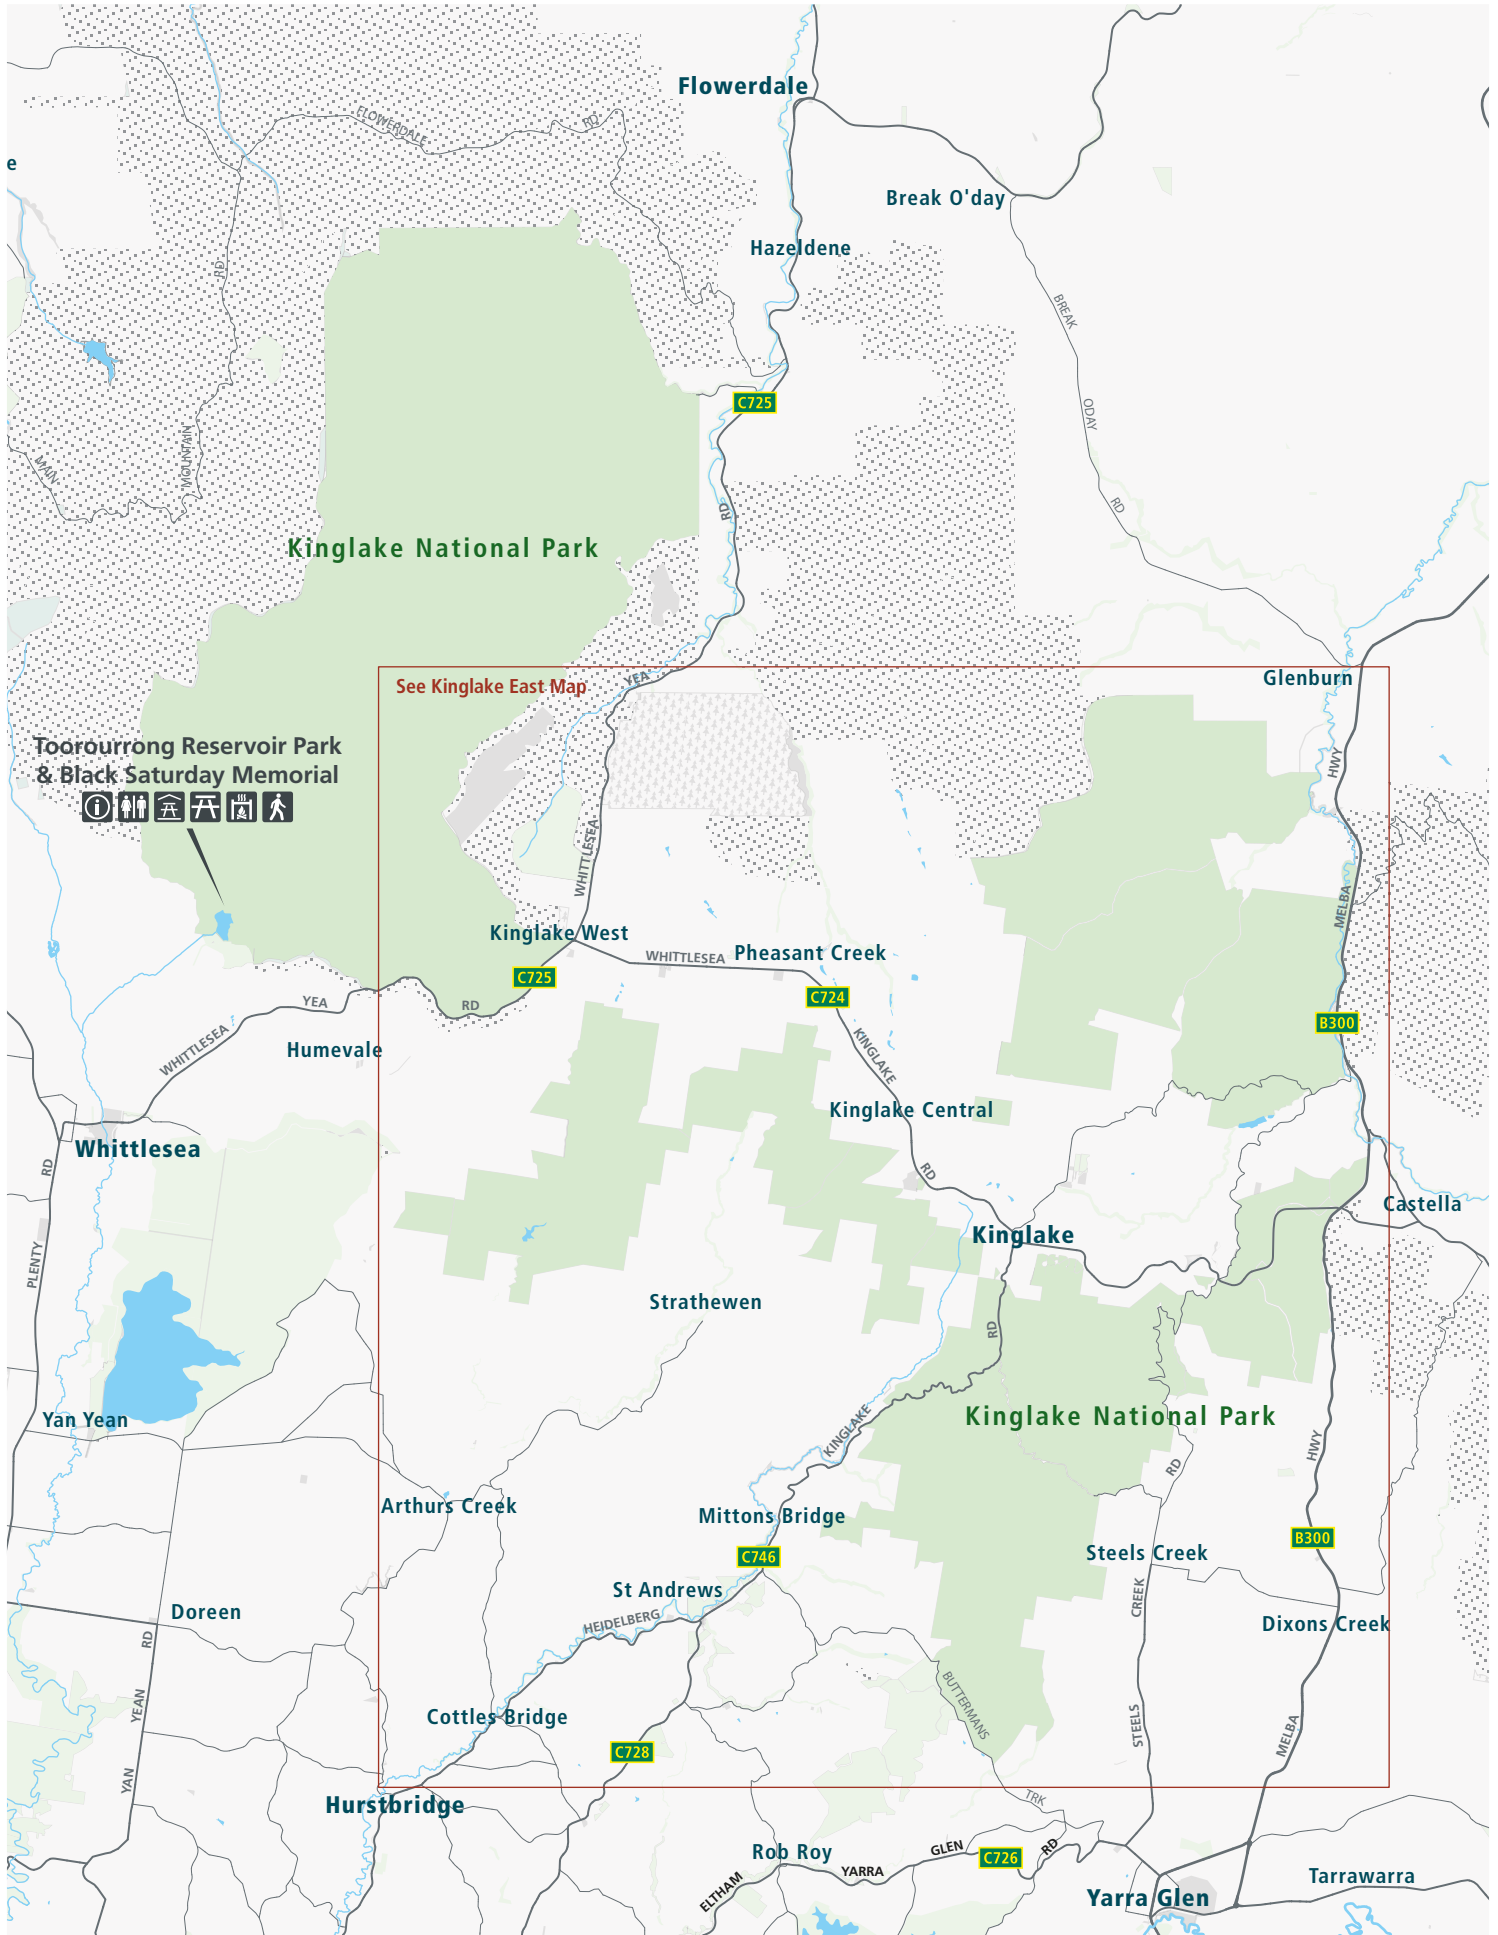 Flowerdale
FLOWERDALE
RD
e
Break O'day
Hazeldene
RD
BREAK
C725
ODAY
MAIN
MOUNTAIN
RD
RD
Kinglake National Park
See Kinglake East Map
YEA
Glenburn
Toorourrong Reservoir Park
& Black Saturday Memorial
HWY
WHITTLESEA
MELBA
Kinglake West
WHITTLESEA
Pheasant Creek
C725
C724
YEA
RD
B300
WHITTLESEA
Humevale
KINGLAKE
Kinglake Central
Whittlesea
RD
RD
Castella
Kinglake
PLENTY
Strathewen
RD
Yan Yean
KINGLAKE
Kinglake National Park
HWY
RD
Arthurs Creek
Mittons Bridge
B300
C746
Steels Creek
St Andrews
CREEK
Doreen
HEIDELBERG
Dixons Creek
RD
BUTTERMANS
YEAN
Cottles Bridge
STEELS
MELBA
C728
YAN
TRK
Hurstbridge
Rob Roy
GLEN
RD
C726
YARRA
ELTHAM
Tarrawarra
Yarra Glen